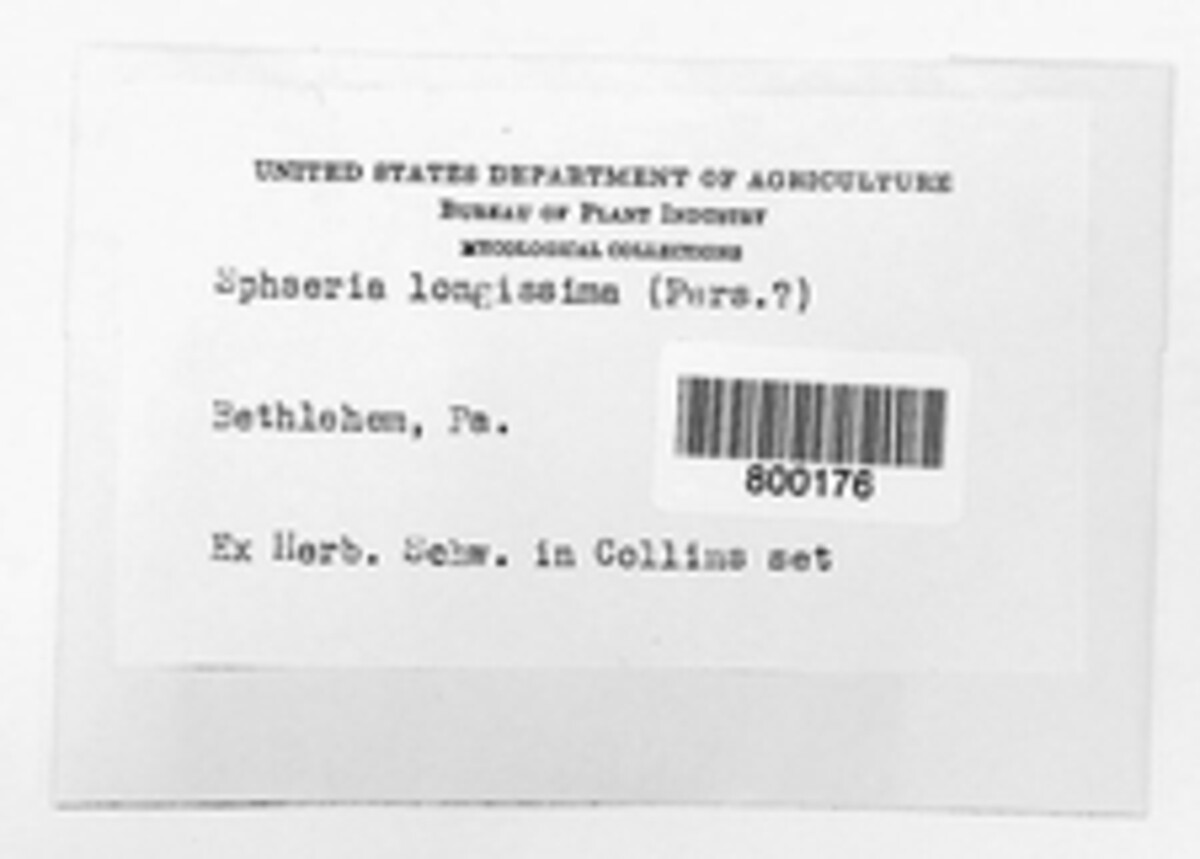 UNITED STATES DEPARTMENT OF AGRICULTURE
BUREAU OF PLANT INDUSTRY
MYCOLOGICAL COLLECTIONS
Sphaeria longissima (Pers.?)
Bethlehem, Pa.
800176
Ex Herb. Schw. in Collins set